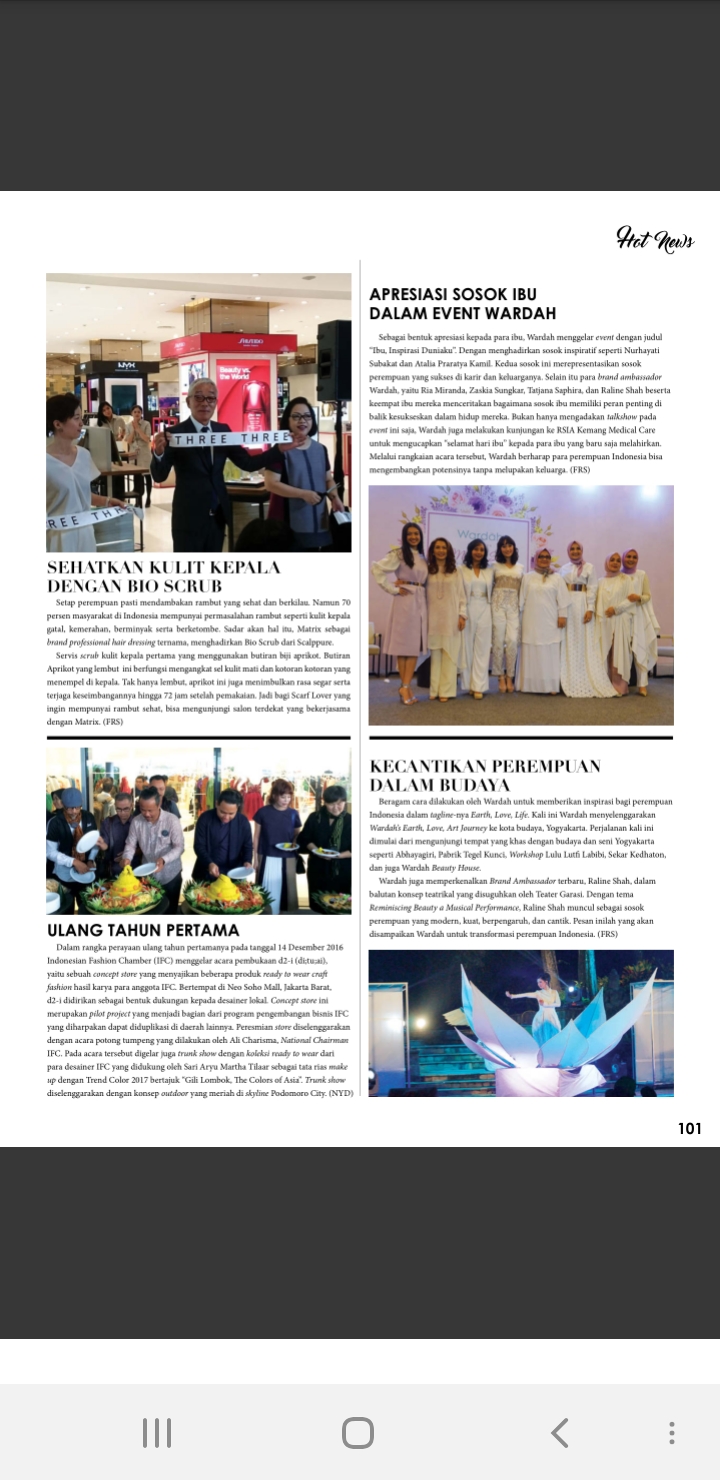 Hot News
NYX
SHISEIDO
Beauty vs.
the World
THREE THREE
REE THR
SEHATKAN KULIT KEPALA
DENGAN BIO SCRUB
Setap perempuan pasti mendambakan rambut yang sehat dan berkilau. Namun 70
persen masyarakat di Indonesia mempunyai permasalahan rambut seperti kulit kepala
gatal, kemerahan, berminyak serta berketombe. Sadar akan hal itu, Matrix sebagai
brand professional hair dressing ternama, menghadirkan Bio Scrub dari Scalppure.
Servis scrub kulit kepala pertama yang menggunakan butiran biji aprikot. Butiran
Aprikot yang lembut ini berfungsi mengangkat sel kulit mati dan kotoran kotoran yang
menempel di kepala. Tak hanya lembut, aprikot ini juga menimbulkan rasa segar serta
terjaga keseimbangannya hingga 72 jam setelah pemakaian. Jadi bagi Scarf Lover yang
ingin mempunyai rambut sehat, bisa mengunjungi salon terdekat yang bekerjasama
dengan Matrix. (FRS)
ULANG TAHUN PERTAMA
Dalam rangka perayaan ulang tahun pertamanya pada tanggal 14 Desember 2016
Indonesian Fashion Chamber (IFC) menggelar acara pembukaan d2-i (di;tu;ai),
yaitu sebuah concept store yang menyajikan beberapa produk ready to wear craft
fashion hasil karya para anggota IFC. Bertempat di Neo Soho Mall, Jakarta Barat,
d2-i didirikan sebagai bentuk dukungan kepada desainer lokal. Concept store ini
merupakan pilot project yang menjadi bagian dari program pengembangan bisnis IFC
yang diharapkan dapat diduplikasi di daerah lainnya. Peresmian store diselenggarakan
dengan acara potong tumpeng yang dilakukan oleh Ali Charisma, National Chairman
IFC. Pada acara tersebut digelar juga trunk show dengan koleksi ready to wear dari
para desainer IFC yang didukung oleh Sari Aryu Martha Tilaar sebagai tata rias make
up dengan Trend Color 2017 bertajuk "Gili Lombok, The Colors of Asia". Trunk show
diselenggarakan dengan konsep outdoor yang meriah di skyline Podomoro City. (NYD)
APRESIASI SOSOK IBU
DALAM EVENT WARDAH
Sebagai bentuk apresiasi kepada para ibu, Wardah menggelar event dengan judul
"Ibu, Inspirasi Duniaku". Dengan menghadirkan sosok inspiratif seperti Nurhayati
Subakat dan Atalia Praratya Kamil. Kedua sosok ini merepresentasikan sosok
perempuan yang sukses di karir dan keluarganya. Selain itu para brand ambassador
Wardah, yaitu Ria Miranda, Zaskia Sungkar, Tatjana Saphira, dan Raline Shah beserta
keempat ibu mereka menceritakan bagaimana sosok ibu memiliki peran penting di
balik kesuksekan dalam hidup mereka. Bukan hanya mengadakan talkshow pada
event ini saja, Wardah juga melakukan kunjungan ke RSIA Kemang Medical Care
untuk mengucapkan "selamat hari ibu" kepada para ibu yang baru saja melahirkan.
Melalui rangkaian acara tersebut, Wardah berharap para perempuan Indonesia bisa
mengembangkan potensinya tanpa melupakan keluarga. (FRS)
Wardah
KECANTIKAN PEREMPUAN
DALAM BUDAYA
Beragam cara dilakukan oleh Wardah untuk memberikan inspirasi bagi perempuan
Indonesia dalam tagline-nya Earth, Love, Life. Kali ini Wardah menyelenggarakan
Wardah's Earth, Love, Art Journey ke kota budaya, Yogyakarta. Perjalanan kali ini
dimulai dari mengunjungi tempat yang khas dengan budaya dan seni Yogyakarta
seperti Abhayagiri, Pabrik Tegel Kunci, Workshop Lulu Lutfi Labibi, Sekar Kedhaton,
dan juga Wardah Beauty House.
Wardah juga memperkenalkan Brand Ambassador terbaru, Raline Shah, dalam
balutan konsep teatrikal yang disuguhkan oleh Teater Garasi. Dengan tema
Reminiscing Beauty a Musical Performance, Raline Shah muncul sebagai sosok
perempuan yang modern, kuat, berpengaruh, dan cantik. Pesan inilah yang akan
disampaikan Wardah untuk transformasi perempuan Indonesia. (FRS)
101